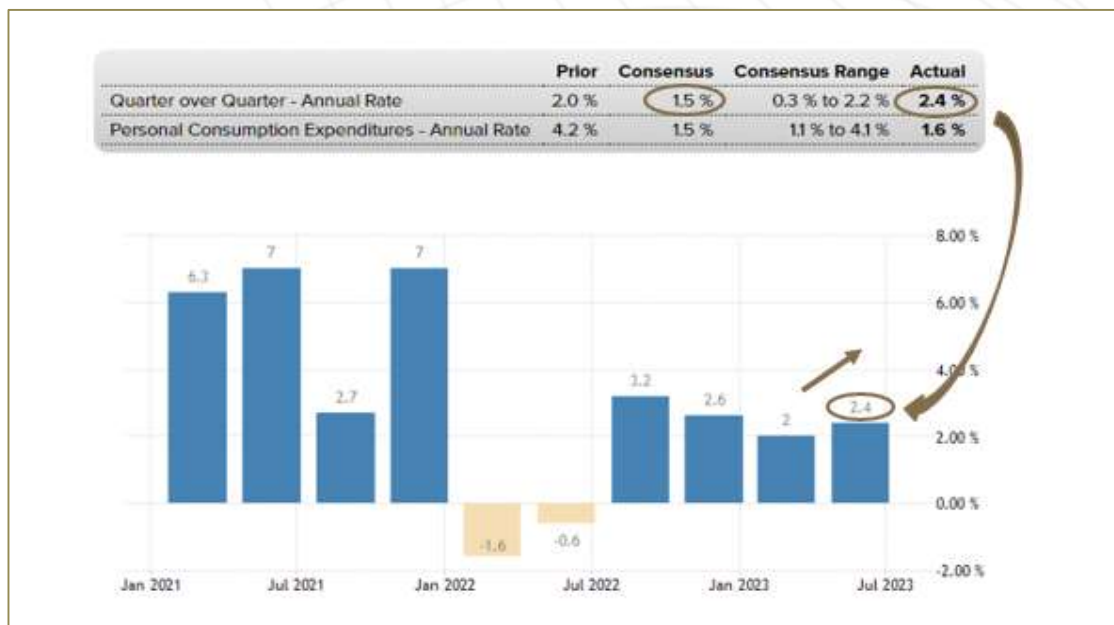 Prior Consensus Consensus Range Actual
Quarter over Quarter - Annual Rate 2.0 % 1.5 % 0.3 % to 2.2 % 2.4 %
Personal Consumption Expenditures - Annual Rate 4.2 % 1.5 % 1.1 % to 4.1 % 1.6 %
8.00 %
7 7
6.3
6.00 %
4.00 %
3.2
2.7 2.6 2 2.4
2.00 %
0.00 %
-1.6 -0.6
-2.00 %
Jan 2021 Jul 2021 Jan 2022 Jul 2022 Jan 2023 Jul 2023